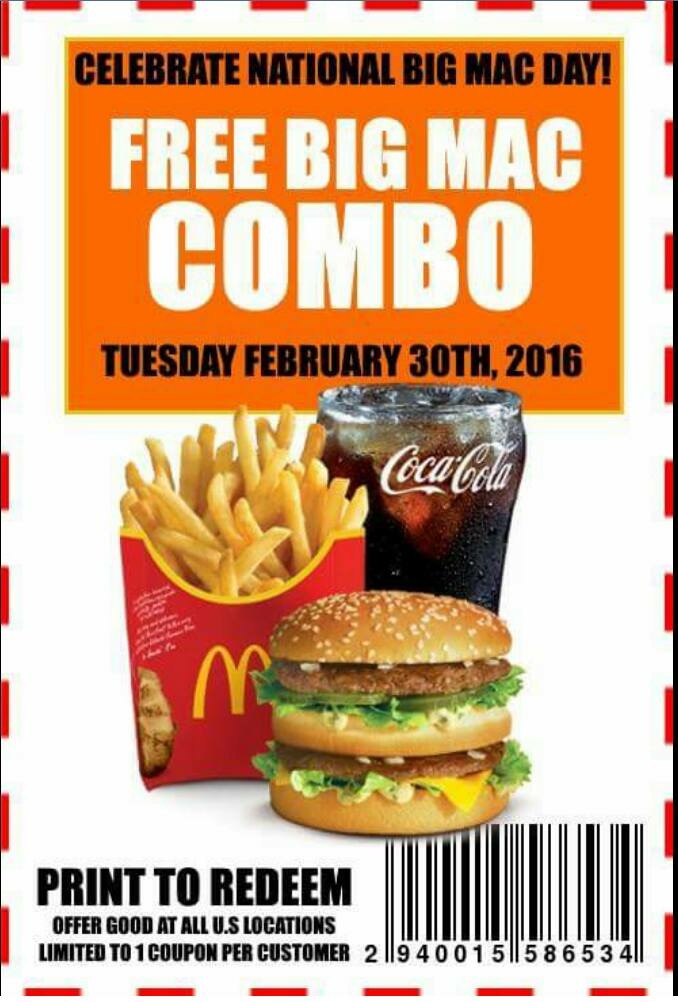 CELEBRATE NATIONAL BIG MAC DAY!
FREE BIG MAC
COMBO
TUESDAY FEBRUARY 30TH, 2016
Coca-Cola
PRINT TO REDEEM
OFFER GOOD AT ALL U.S LOCATIONS
LIMITED TO 1 COUPON PER CUSTOMER
2 940015 586534